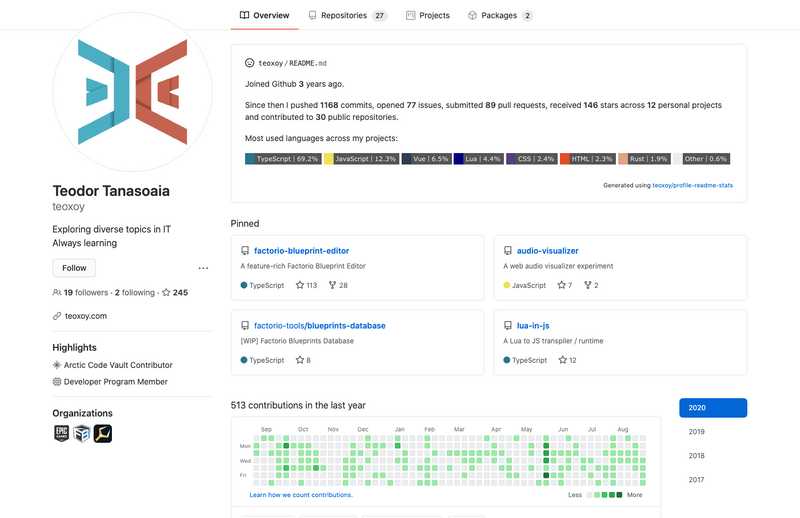 Overview
Repositories 27
Projects
Packages 2
teoxoy / README.md
Joined Github 3 years ago.
Since then I pushed 1168 commits, opened 77 issues, submitted 89 pull requests, received 146 stars across 12 personal projects
and contributed to 30 public repositories.
Most used languages across my projects:
TypeScript | 69.2%
JavaScript | 12.3%
Vue | 6.5%
Lua | 4.4%
CSS | 2.4%
HTML | 2.3%
Rust | 1.9%
Other | 0.6%
Generated using teoxoy/profile-readme-stats
Teodor Tanasoaia
teoxoy
Exploring diverse topics in IT
Always learning
Follow
19 followers · 2 following · 245
teoxoy.com
Highlights
Arctic Code Vault Contributor
Developer Program Member
Organizations
EPIC GAMES
Pinned
factorio-blueprint-editor
A feature-rich Factorio Blueprint Editor
TypeScript 113 28
audio-visualizer
A web audio visualizer experiment
JavaScript 7 2
factorio-tools/blueprints-database
[WIP] Factorio Blueprints Database
TypeScript 8
lua-in-js
A Lua to JS transpiler / runtime
TypeScript 12
513 contributions in the last year
Sep Oct Nov Dec Jan Feb Mar Apr May Jun Jul Aug
Mon
Wed
Fri
Learn how we count contributions.
Less More
2020
2019
2018
2017